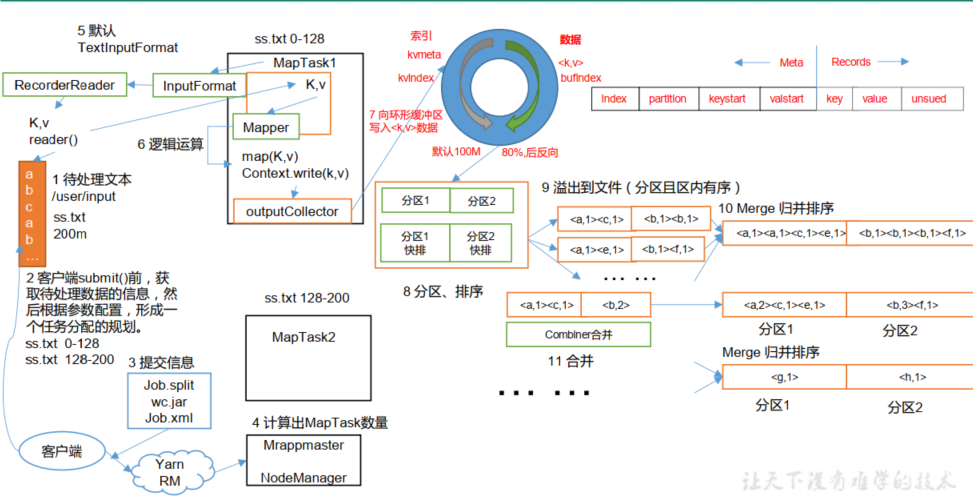 5 默认
TextInputFormat
ss.txt 0-128
MapTask1
RecorderReader
InputFormat
K,v
K,v
reader()
Mapper
6 逻辑运算
map(K,v)
Context.write(k,v)
outputCollector
a
b
c
a
b
...
1 待处理文本
/user/input
ss.txt
200m
2 客户端submit()前，获
取待处理数据的信息，然
后根据参数配置，形成一
个任务分配的规划。
ss.txt 0-128
ss.txt 128-200
3 提交信息
Job.split
wc.jar
Job.xml
客户端
Yarn
RM
ss.txt 128-200
MapTask2
4 计算出MapTask数量
Mrappmaster
NodeManager
索引
kvmeta
kvIndex
数据
<k,v>
bufIndex
7 向环形缓冲区
写入<k,v>数据
默认100M
80%,后反向
Meta
Records
Index
partition
keystart
valstart
key
value
unsued
分区1
分区2
分区1
快排
分区2
快排
8 分区、排序
9 溢出到文件（分区且区内有序）
<a,1><c,1>
<b,1><b,1>
<a,1><e,1>
<b,1><f,1>
... ...
10 Merge 归并排序
<a,1><a,1><c,1><e,1>
<b,1><b,1><b,1><f,1>
<a,1><c,1>
<b,2>
Combiner合并
11 合并
<a,2><c,1><e,1>
<b,3><f,1>
分区1
分区2
Merge 归并排序
<g,1>
<h,1>
分区1
分区2
... ...
让天下没有难学的技术